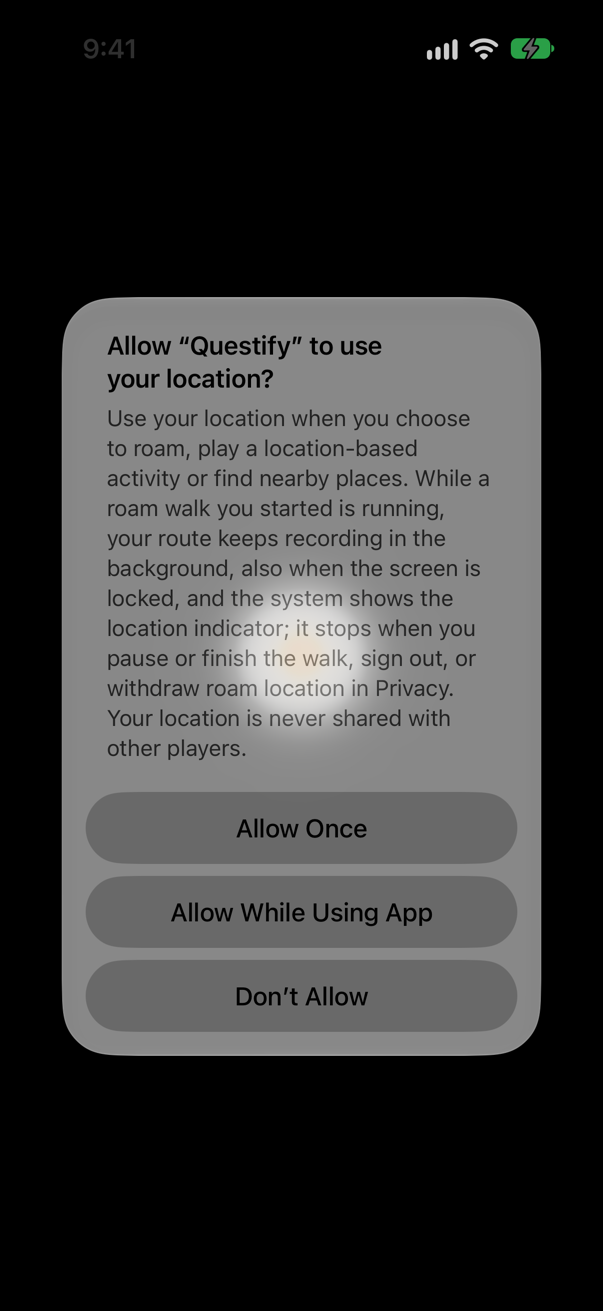 9:41
Allow “Questify” to use
your location?
Use your location when you choose
to roam, play a location-based
activity or find nearby places. While a
roam walk you started is running,
your route keeps recording in the
background, also when the screen is
locked, and the system shows the
location indicator; it stops when you
pause or finish the walk, sign out, or
withdraw roam location in Privacy.
Your location is never shared with
other players.
Allow Once
Allow While Using App
Don’t Allow